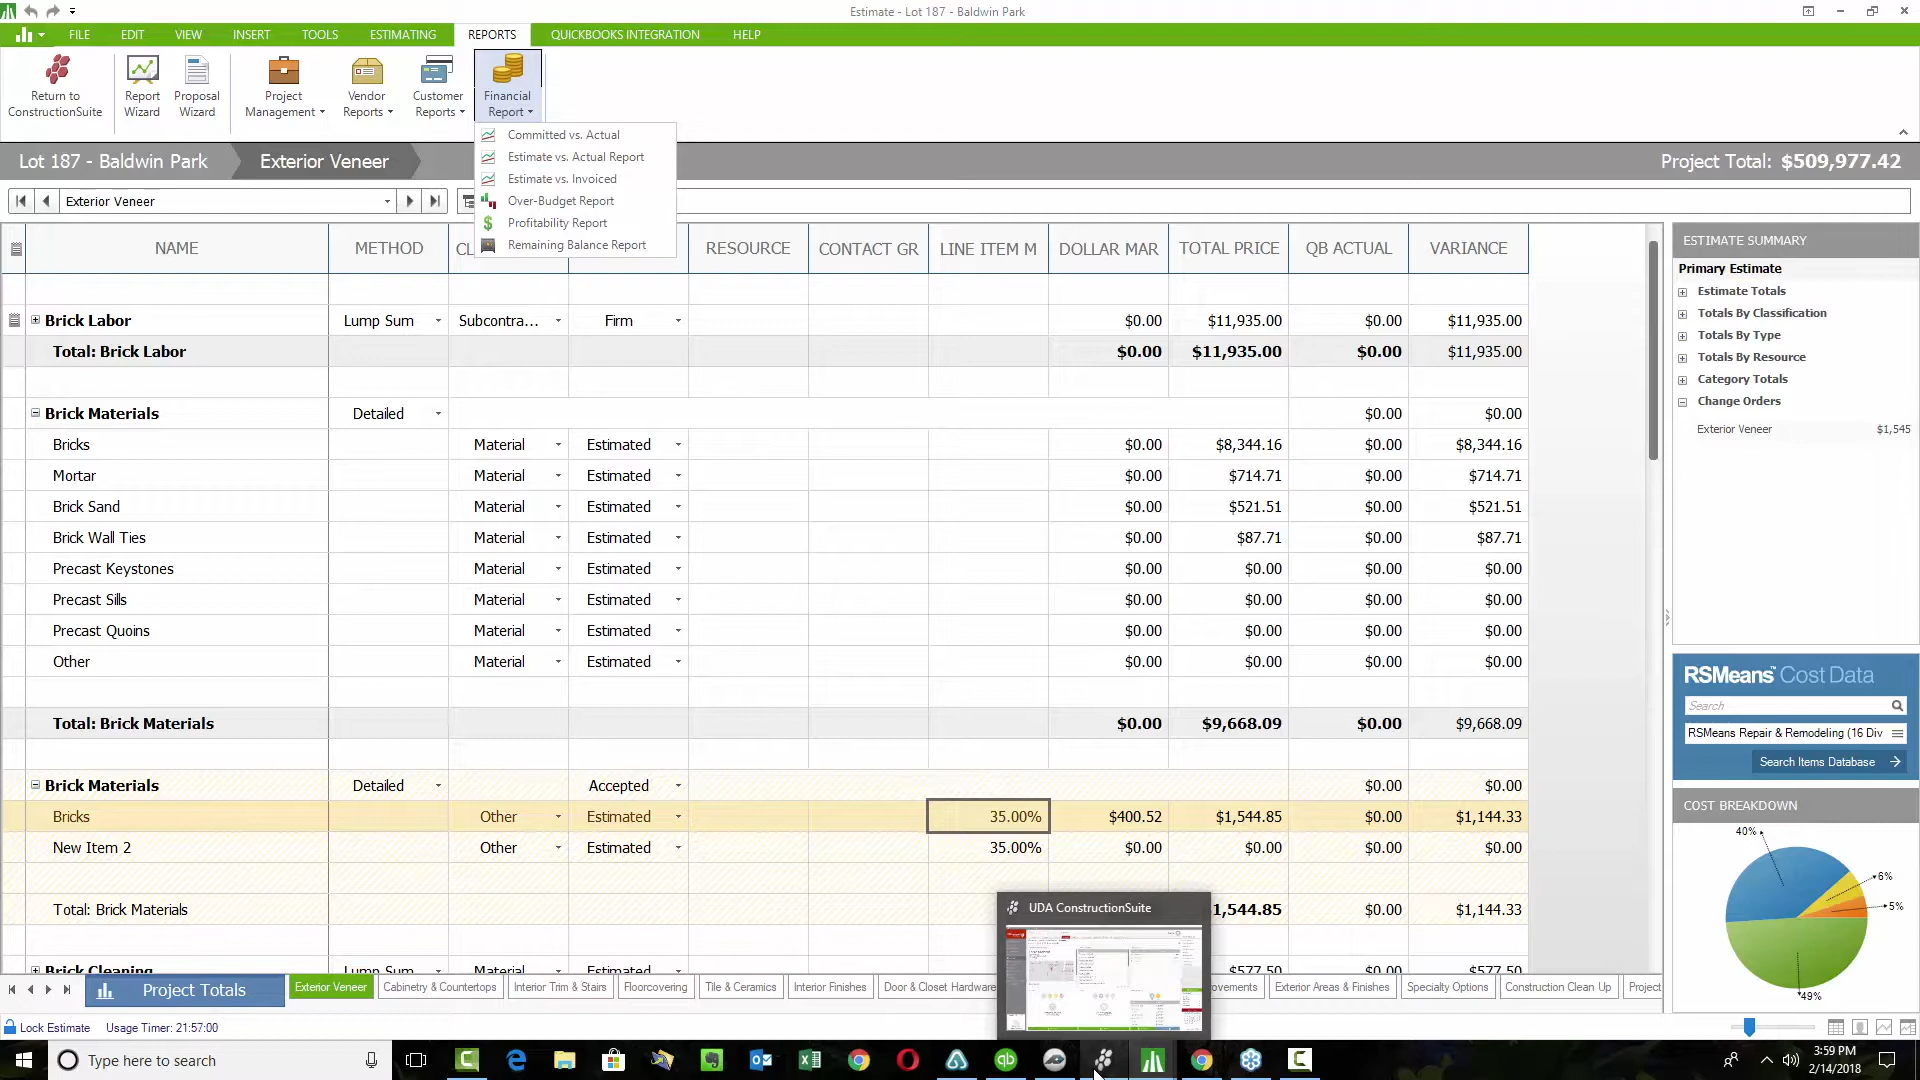 Estimate - Lot 187 - Baldwin Park
FILE EDIT VIEW INSERT TOOLS ESTIMATING REPORTS QUICKBOOKS INTEGRATION HELP
Return to ConstructionSuite
Report Wizard
Proposal Wizard
Project Management
Vendor Reports
Customer Reports
Financial Report
Committed vs. Actual
Estimate vs. Actual Report
Estimate vs. Invoiced
Over-Budget Report
Profitability Report
Remaining Balance Report
Lot 187 - Baldwin Park Exterior Veneer Project Total: $509,977.42
Exterior Veneer
NAME METHOD CL RESOURCE CONTACT GR LINE ITEM M DOLLAR MAR TOTAL PRICE QB ACTUAL VARIANCE
Brick Labor Lump Sum Subcontra... Firm $0.00 $11,935.00 $0.00 $11,935.00
Total: Brick Labor $0.00 $11,935.00 $0.00 $11,935.00
Brick Materials Detailed $0.00 $0.00
Bricks Material Estimated $0.00 $8,344.16 $0.00 $8,344.16
Mortar Material Estimated $0.00 $714.71 $0.00 $714.71
Brick Sand Material Estimated $0.00 $521.51 $0.00 $521.51
Brick Wall Ties Material Estimated $0.00 $87.71 $0.00 $87.71
Precast Keystones Material Estimated $0.00 $0.00 $0.00 $0.00
Precast Sills Material Estimated $0.00 $0.00 $0.00 $0.00
Precast Quoins Material Estimated $0.00 $0.00 $0.00 $0.00
Other Material Estimated $0.00 $0.00 $0.00 $0.00
Total: Brick Materials $0.00 $9,668.09 $0.00 $9,668.09
Brick Materials Detailed Accepted $0.00 $0.00
Bricks Other Estimated 35.00% $400.52 $1,544.85 $0.00 $1,144.33
New Item 2 Other Estimated 35.00% $0.00 $0.00 $0.00 $0.00
Total: Brick Materials 1,544.85 $0.00 $1,144.33
Brick Cleaning Lump Sum Material Estimated $577.50 $0.00 $577.50
UDA ConstructionSuite
ESTIMATE SUMMARY
Primary Estimate
Estimate Totals
Totals By Classification
Totals By Type
Totals By Resource
Category Totals
Change Orders
Exterior Veneer $1,545
RSMeans™ Cost Data
Search
RSMeans Repair & Remodeling (16 Div
Search Items Database
COST BREAKDOWN
40%
6%
5%
49%
Project Totals Exterior Veneer Cabinetry & Countertops Interior Trim & Stairs Floorcovering Tile & Ceramics Interior Finishes Door & Closet Hardware ovements Exterior Areas & Finishes Specialty Options Construction Clean Up Project
Lock Estimate Usage Timer: 21:57:00
Type here to search
3:59 PM
2/14/2018